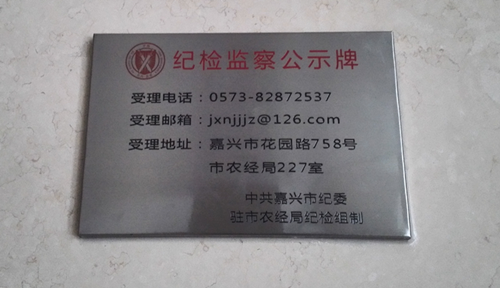 纪检监察公示牌
受理电话：0573-82872537
受理邮箱：jxnjjjz@126.com
受理地址：嘉兴市花园路758号
市农经局227室
中共嘉兴市纪委
驻市农经局纪检组制